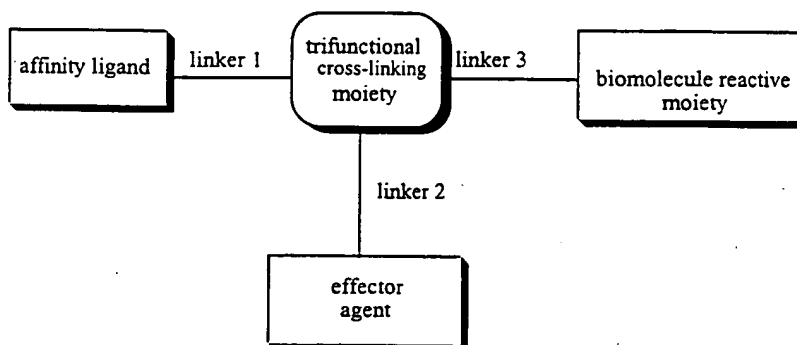 affinity ligand
linker 1
trifunctional
cross-linking
moiety
linker 3
biomolecule reactive
moiety
linker 2
effector
agent